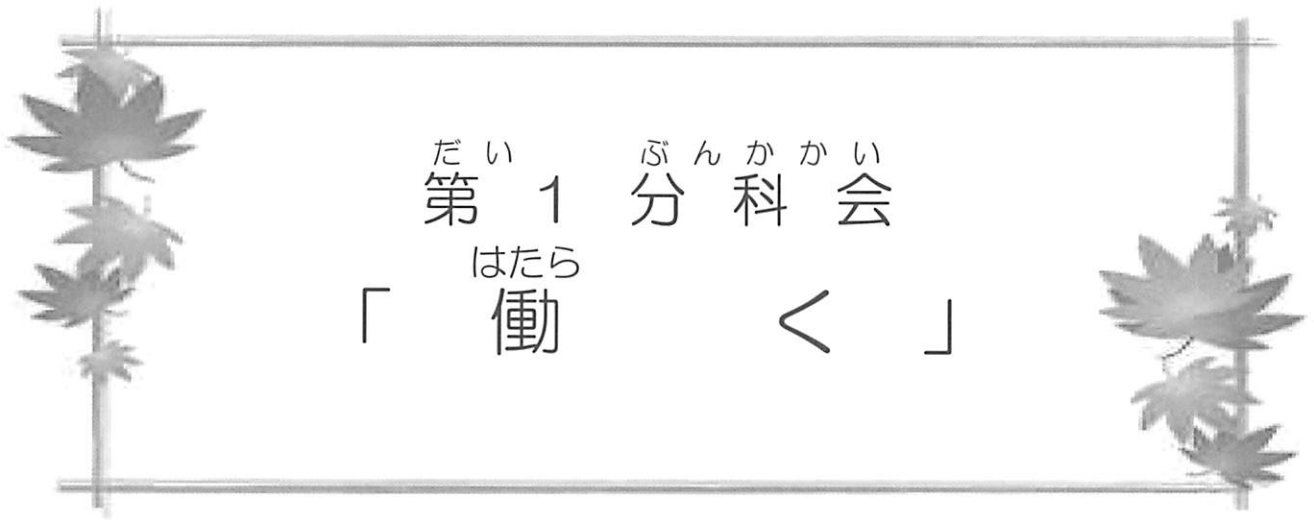 だい ぶんかかい
第 1 分 科 会
はたら
「 働 く 」